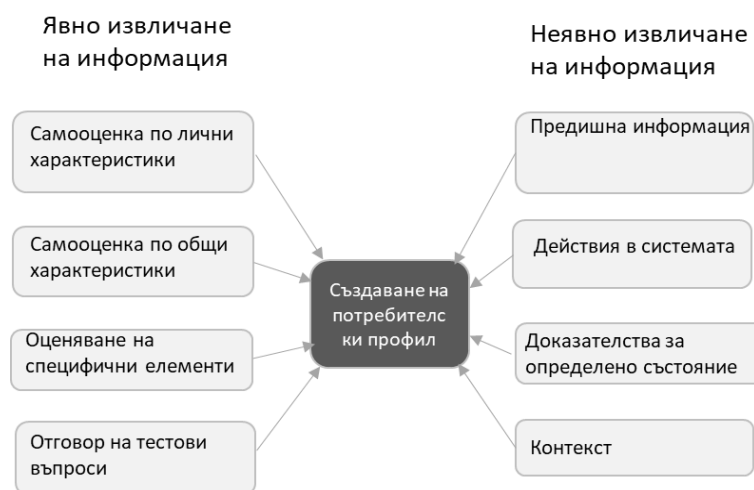 Явно извличане
на информация
Неявно извличане
на информация
Самооценка по лични
характеристики
Самооценка по общи
характеристики
Оценяване на
специфични елементи
Отговор на тестови
въпроси
Създаване на
потребителс
ки профил
Предишна информация
Действия в системата
Доказателства за
определено състояние
Контекст